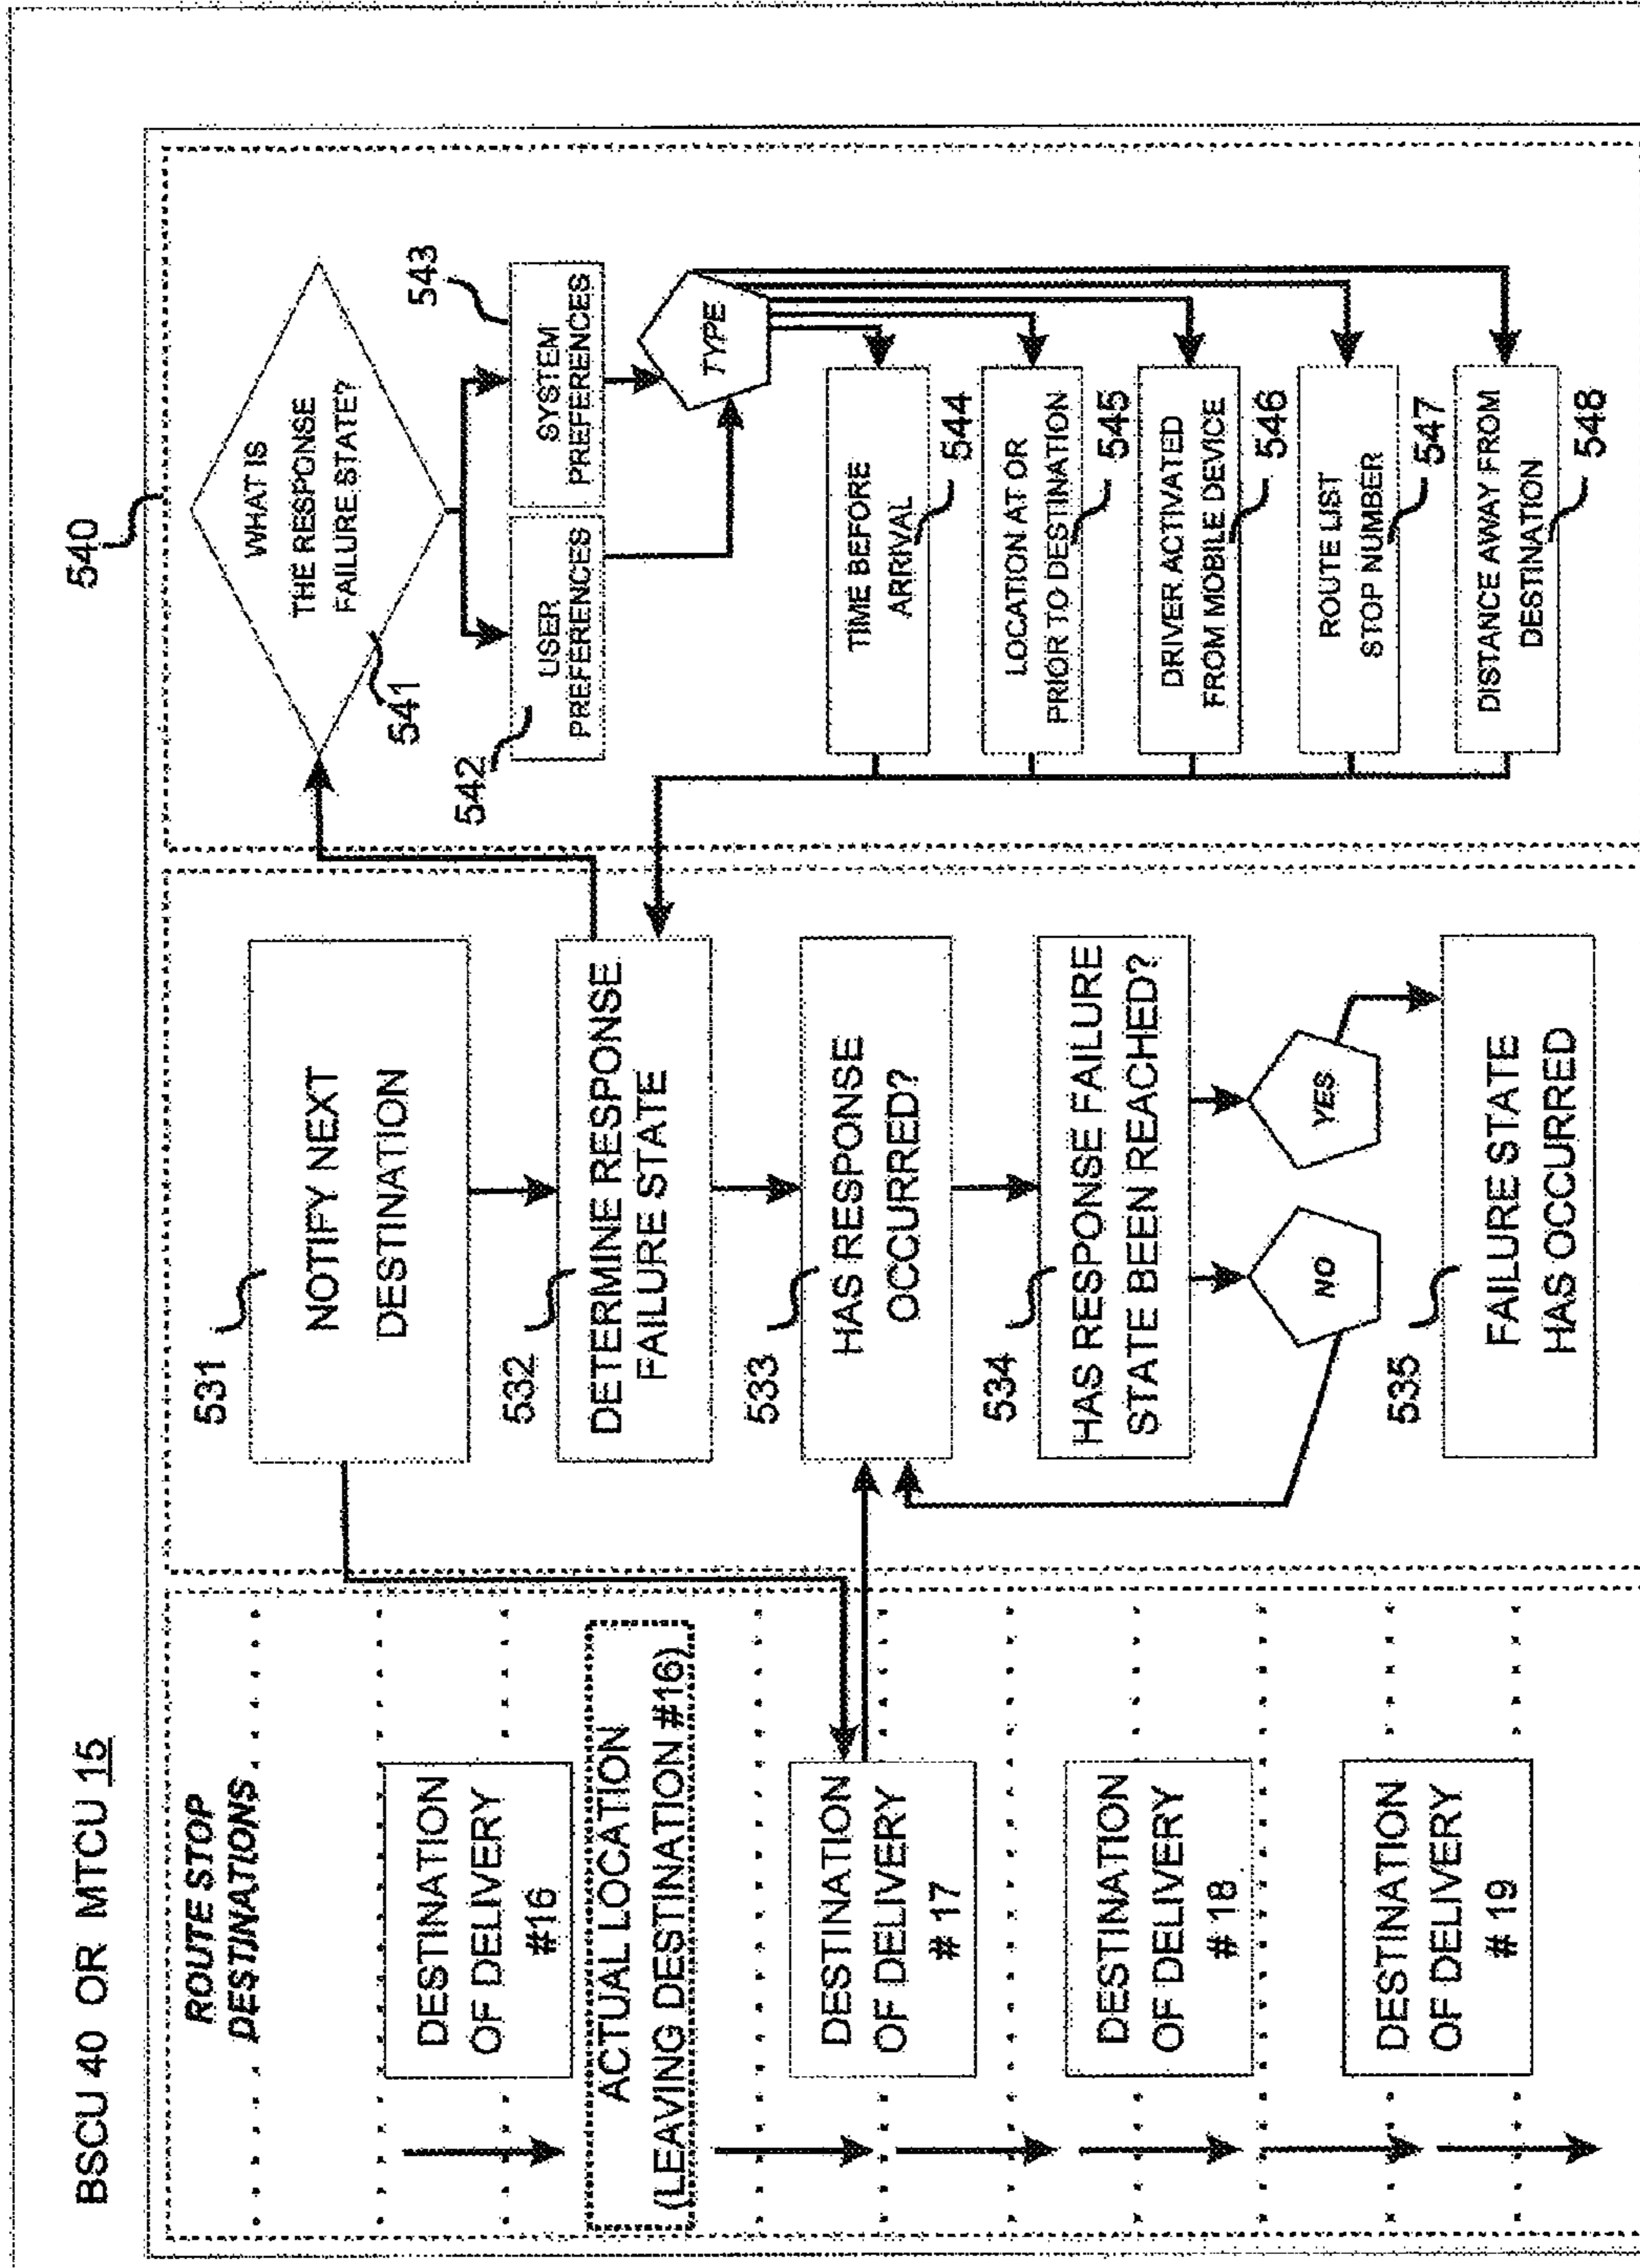 BSCU 40 OR MTCU 15
ROUTE STOP
DESTINATIONS
DESTINATION
OF DELIVERY
#16
ACTUAL LOCATION
(LEAVING DESTINATION #16)
DESTINATION
OF DELIVERY
# 17
DESTINATION
OF DELIVERY
# 18
DESTINATION
OF DELIVERY
# 19
531
NOTIFY NEXT
DESTINATION
532
DETERMINE RESPONSE
FAILURE STATE
533
HAS RESPONSE
OCCURRED?
534
HAS RESPONSE FAILURE
STATE BEEN REACHED?
NO
YES
535
FAILURE STATE
HAS OCCURRED
540
WHAT IS
THE RESPONSE
FAILURE STATE?
541
542
USER
PREFERENCES
543
SYSTEM
PREFERENCES
TYPE
TIME BEFORE
ARRIVAL
544
LOCATION AT OR
PRIOR TO DESTINATION
545
DRIVER ACTIVATED
FROM MOBILE DEVICE
546
ROUTE LIST
STOP NUMBER
547
DISTANCE AWAY FROM
DESTINATION
548